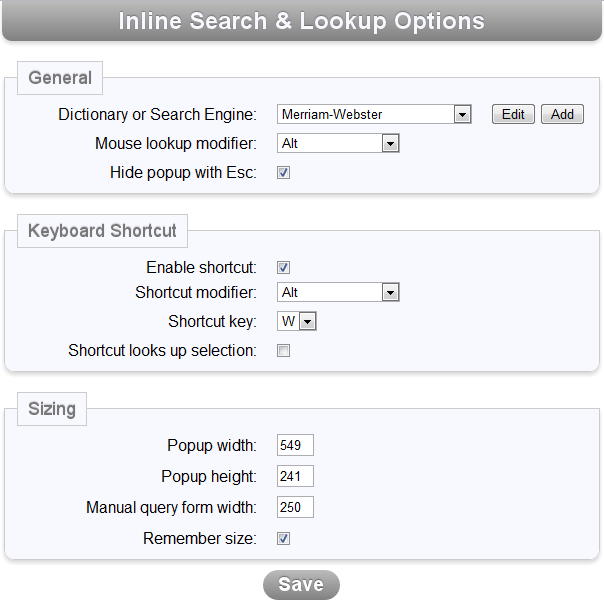 Inline Search & Lookup Options
General
Dictionary or Search Engine: Merriam-Webster Edit Add
Mouse lookup modifier: Alt
Hide popup with Esc:
Keyboard Shortcut
Enable shortcut:
Shortcut modifier: Alt
Shortcut key: W
Shortcut looks up selection:
Sizing
Popup width: 549
Popup height: 241
Manual query form width: 250
Remember size:
Save